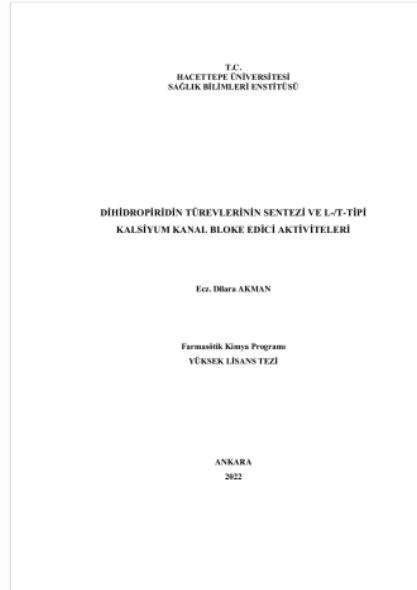 T.C.
HACETTEPE ÜNİVERSİTESİ
SAĞLIK BİLİMLERİ ENSTİTÜSÜ
DİHİDROPİRİDİN TÜREVLERİNİN SENTEZİ VE L-/T-TİPİ
KALSİYUM KANAL BLOKE EDİCİ AKTİVİTELERİ
Ecz. Dilara AKMAN
Farmasötik Kimya Programı
YÜKSEK LİSANS TEZİ
ANKARA
2022